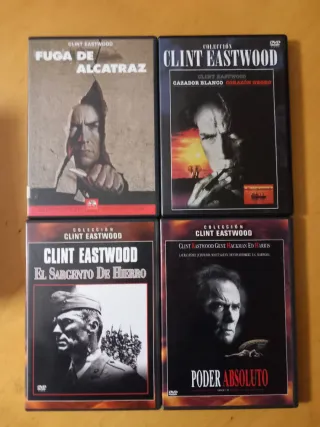 CLINT EASTWOOD
FUGA DE
ALCATRAZ
COLECCIÓN
CLINT EASTWOOD
CLINT EASTWOOD
CAZADOR BLANCO CORAZÓN NEGRO
COLECCIÓN
CLINT EASTWOOD
CLINT EASTWOOD
EL SARGENTO DE HIERRO
DVD
COLECCIÓN
CLINT EASTWOOD
CLINT EASTWOOD GENE HACKMAN ED HARRIS
PODER ABSOLUTO
DVD